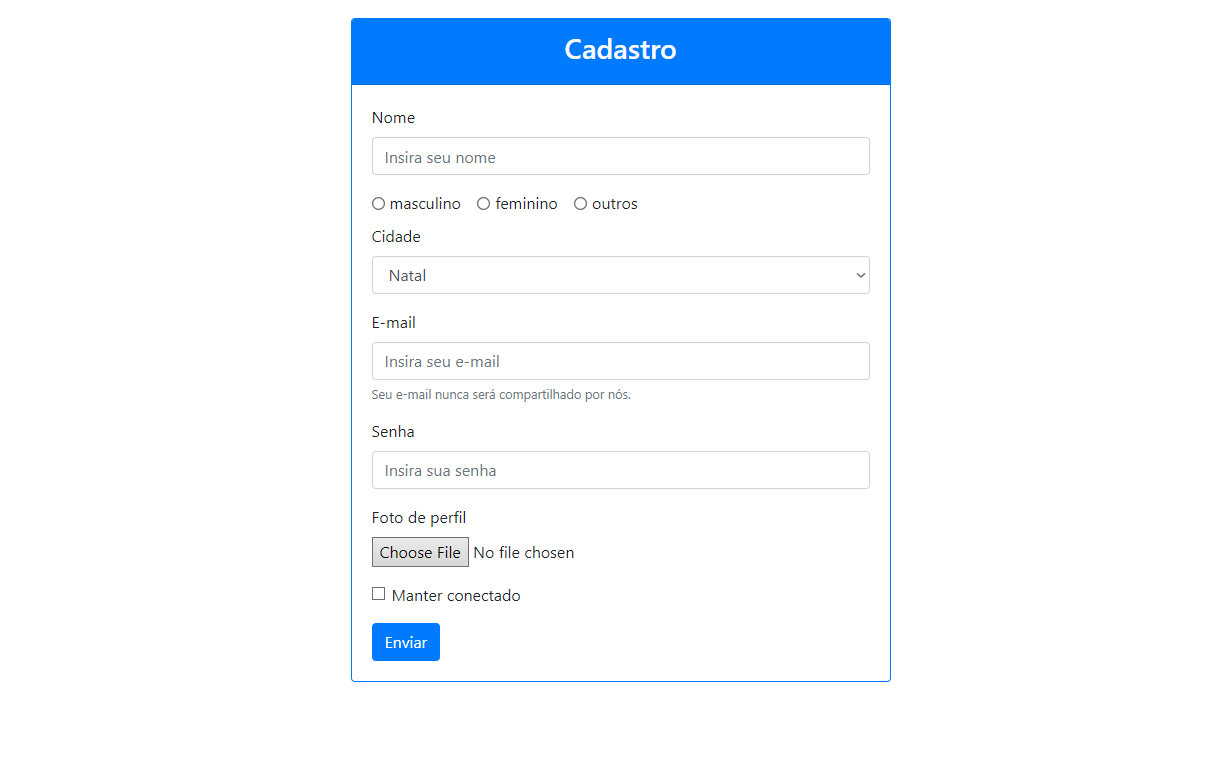 Cadastro
Nome
Insira seu nome
masculino feminino outros
Cidade
Natal
E-mail
Insira seu e-mail
Seu e-mail nunca será compartilhado por nós.
Senha
Insira sua senha
Foto de perfil
Choose File No file chosen
Manter conectado
Enviar